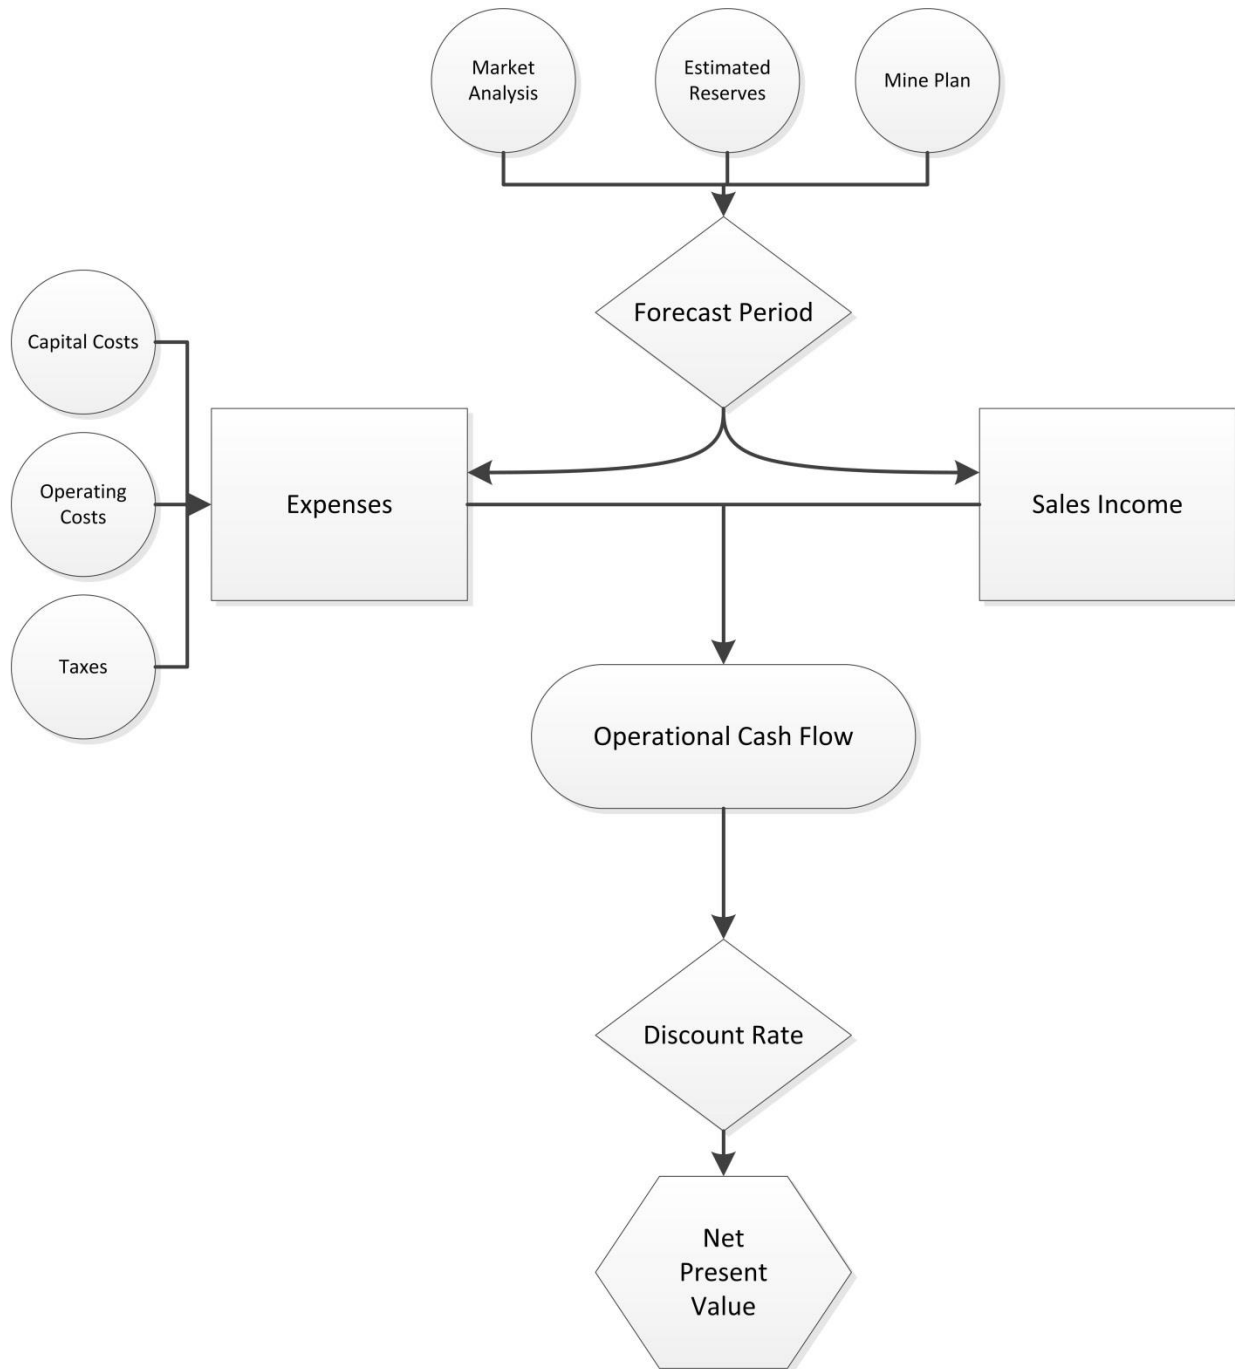 Market
Analysis
Estimated
Reserves
Mine Plan
Forecast Period
Capital Costs
Operating
Costs
Taxes
Expenses
Sales Income
Operational Cash Flow
Discount Rate
Net
Present
Value